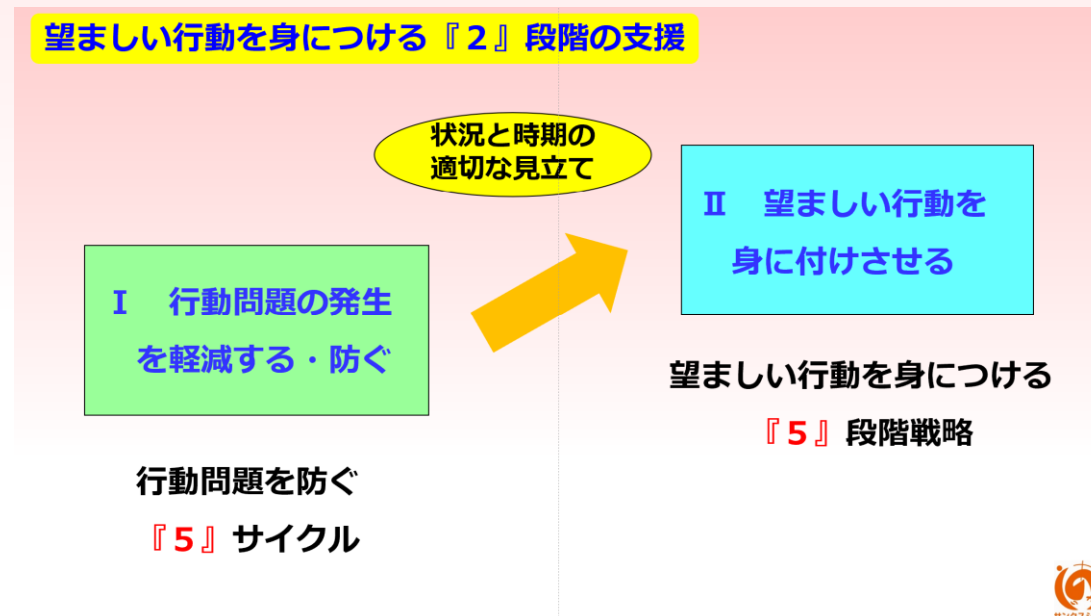 望ましい行動を身につける『２』段階の支援
状況と時期の
適切な見立て
Ⅱ　望ましい行動を
身に付けさせる
Ⅰ　行動問題の発生
を軽減する・防ぐ
望ましい行動を身につける
『５』段階戦略
行動問題を防ぐ
『５』サイクル